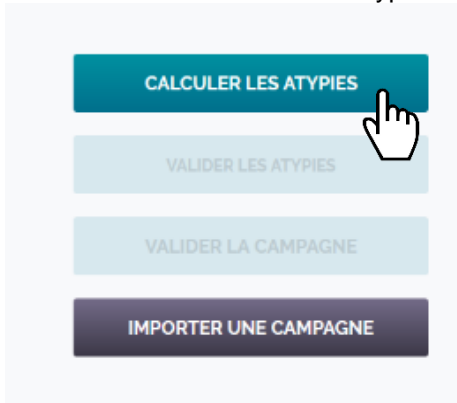 CALCULER LES ATYPIES
VALIDER LES ATYPIES
VALIDER LA CAMPAGNE
IMPORTER UNE CAMPAGNE